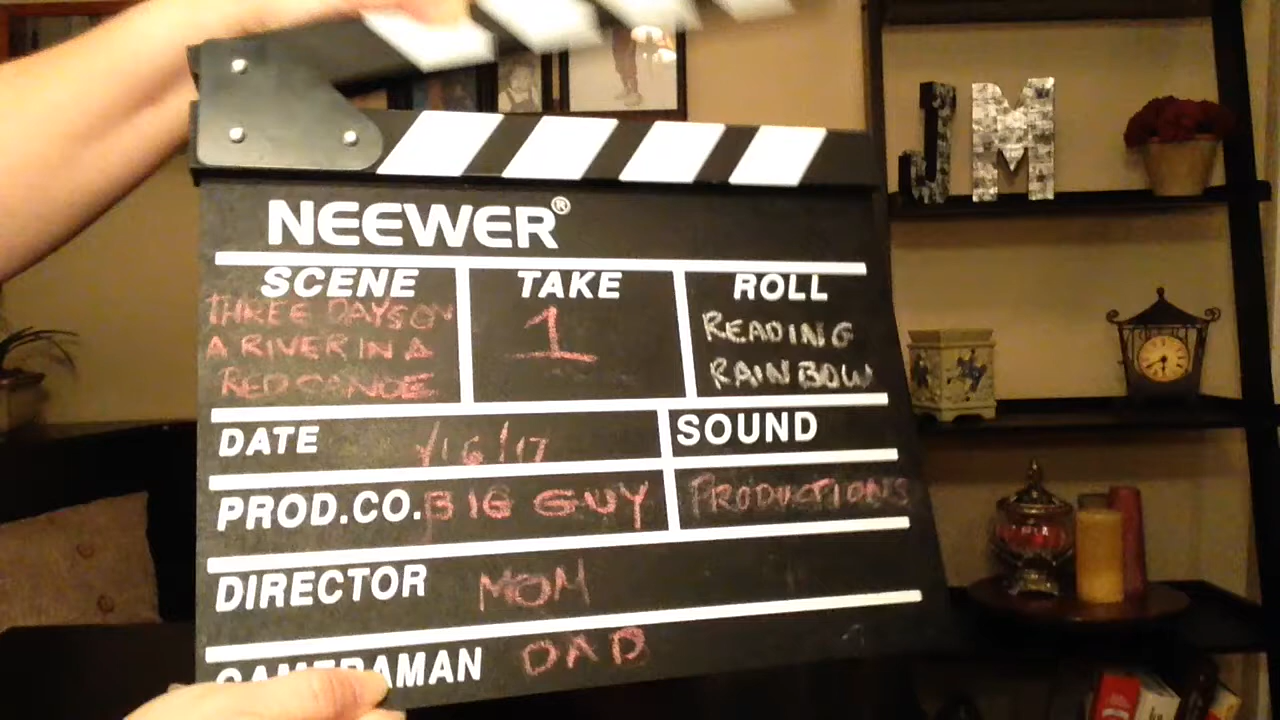 JM
NEEWER®
SCENE
THREE DAYS ON
A RIVER IN A
RED CANOE
TAKE
1
ROLL
READING
RAINBOW
DATE 1/16/17
SOUND
PROD.CO. BIG GUY PRODUCTIONS
DIRECTOR MOM
CAMERAMAN DAD